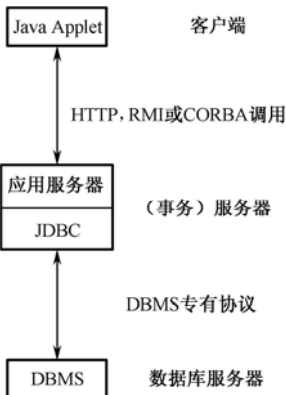 Java Applet 客户端
HTTP，RMI或CORBA调用
应用服务器
（事务）服务器
JDBC
DBMS专有协议
DBMS 数据库服务器